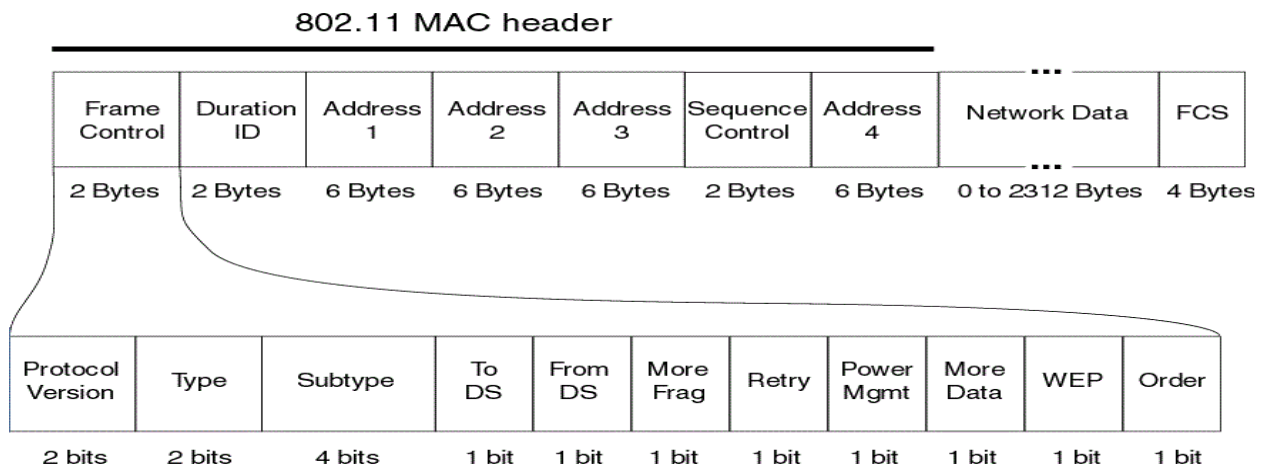 802.11 MAC header
Frame Control
Duration ID
Address 1
Address 2
Address 3
Sequence Control
Address 4
Network Data
FCS
2 Bytes
2 Bytes
6 Bytes
6 Bytes
6 Bytes
2 Bytes
6 Bytes
0 to 2312 Bytes
4 Bytes
Protocol Version
Type
Subtype
To DS
From DS
More Frag
Retry
Power Mgmt
More Data
WEP
Order
2 bits
2 bits
4 bits
1 bit
1 bit
1 bit
1 bit
1 bit
1 bit
1 bit
1 bit